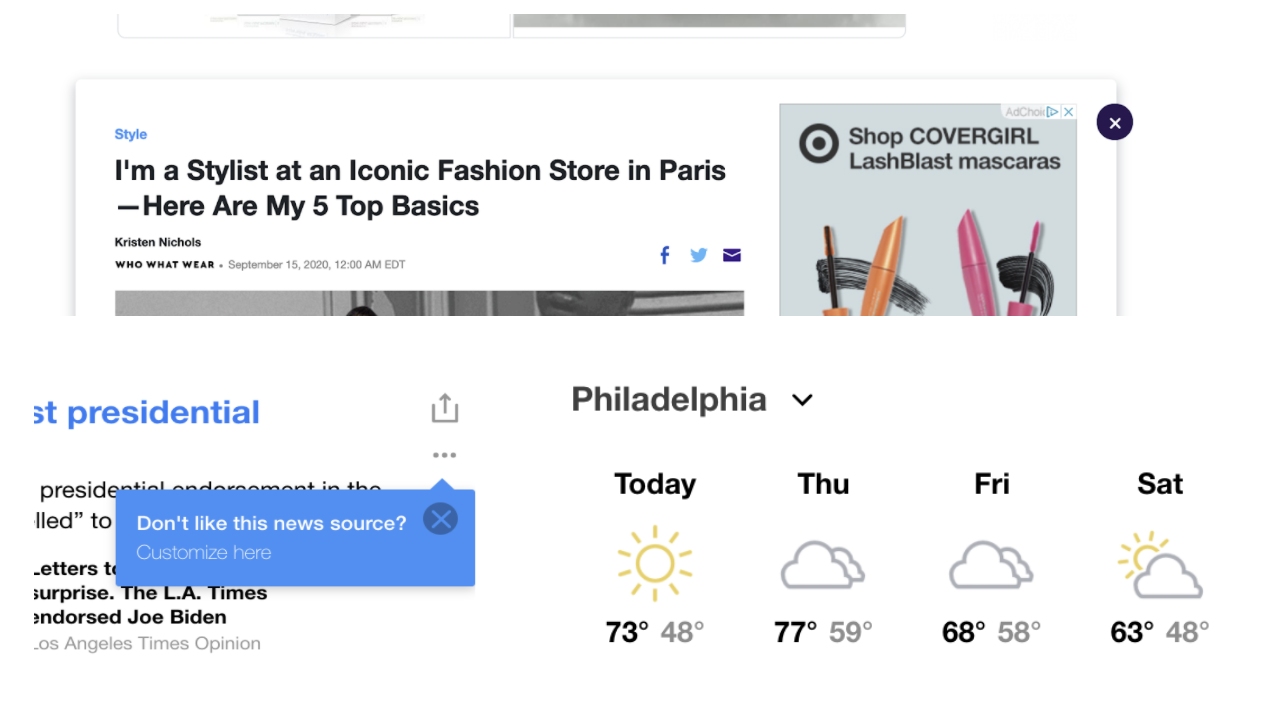 Style
I'm a Stylist at an Iconic Fashion Store in Paris
—Here Are My 5 Top Basics
Kristen Nichols
WHO WHAT WEAR • September 15, 2020, 12:00 AM EDT
AdChoic
Shop COVERGIRL
LashBlast mascaras
st presidential
presidential endorsement in the
lled” to
Don't like this news source?
Customize here
Letters to
surprise. The L.A. Times
endorsed Joe Biden
Los Angeles Times Opinion
Philadelphia
Today Thu Fri Sat
73° 48° 77° 59° 68° 58° 63° 48°